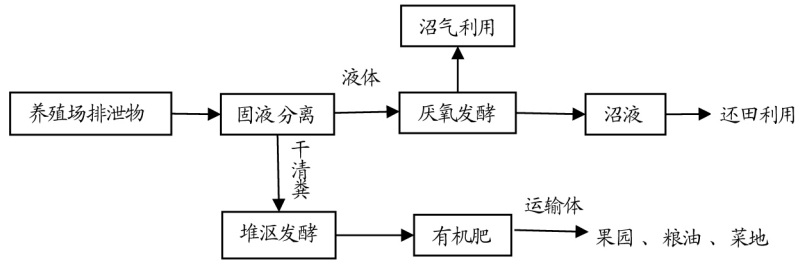 沼气利用
液体
养殖场排泄物
固液分离
厌氧发酵
沼液
还田利用
干清粪
堆沤发酵
有机肥
运输体
果园、粮油、菜地